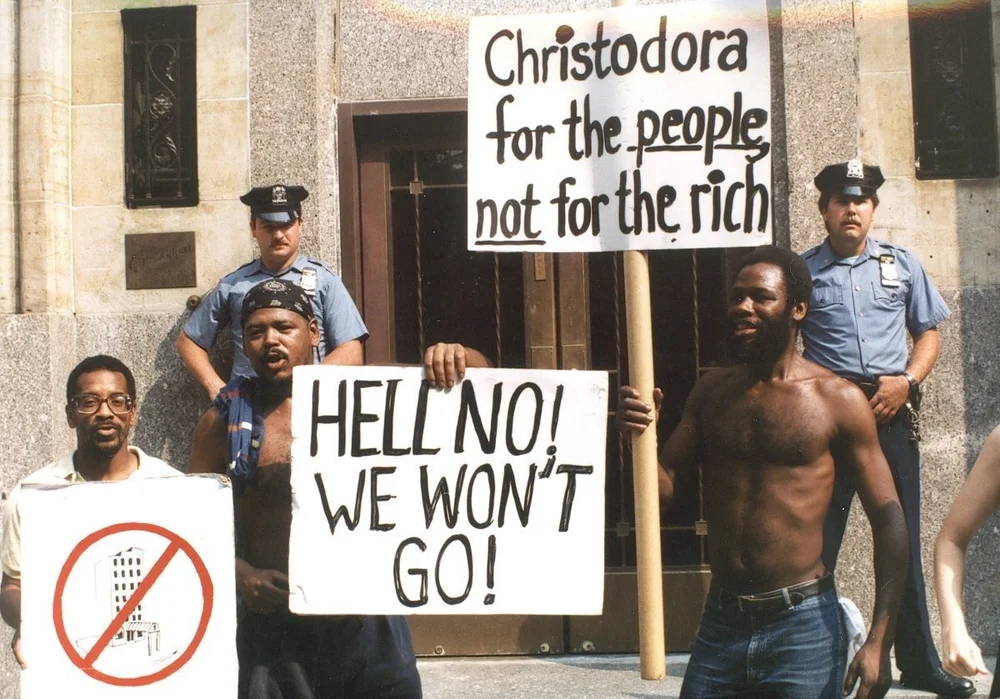 Christodora
for the people,
not for the rich
HELL NO!
WE WON'T
GO!